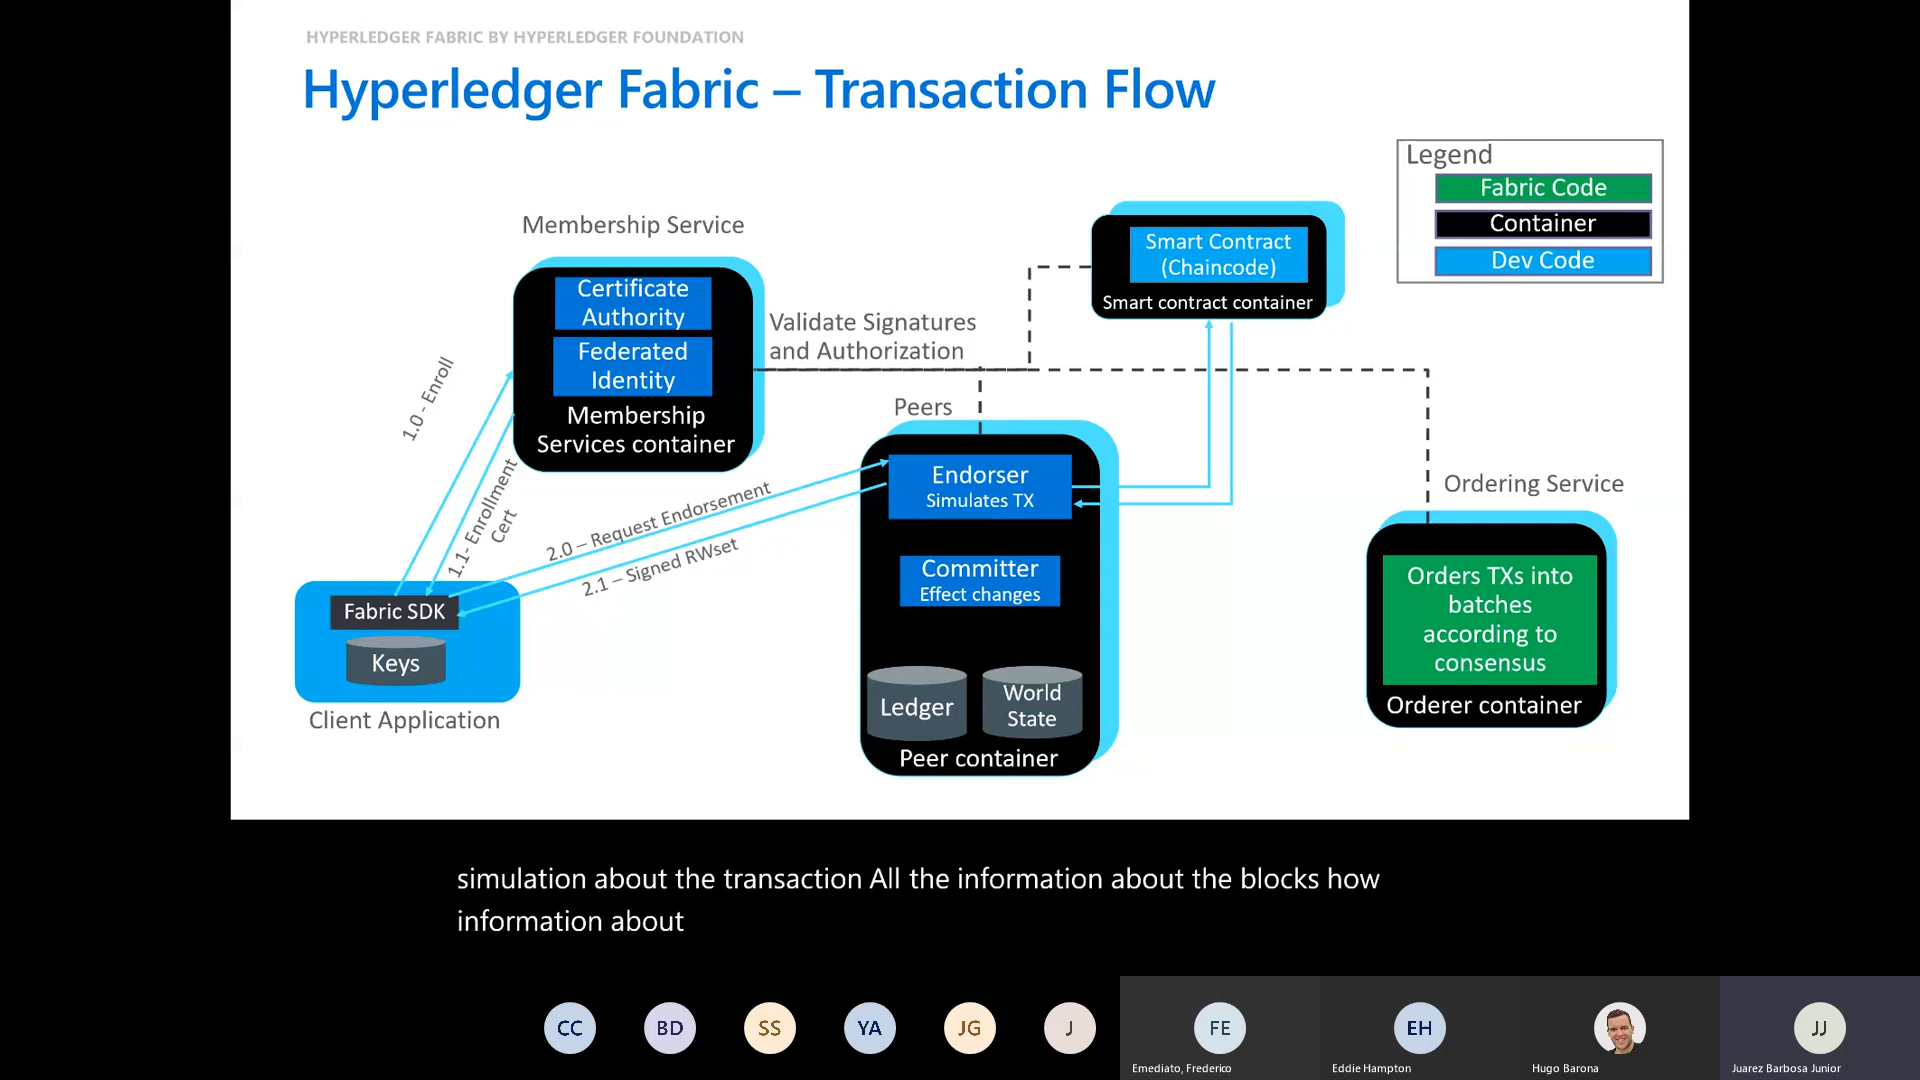 HYPERLEDGER FABRIC BY HYPERLEDGER FOUNDATION
Hyperledger Fabric – Transaction Flow
Legend
Fabric Code
Container
Dev Code
Membership Service
Certificate
Authority
Federated
Identity
Membership
Services container
Validate Signatures
and Authorization
Smart Contract
(Chaincode)
Smart contract container
1.0 - Enroll
1.1- Enrollment
Cert
2.0 – Request Endorsement
2.1 – Signed RWset
Fabric SDK
Keys
Client Application
Peers
Endorser
Simulates TX
Committer
Effect changes
Ledger
World
State
Peer container
Ordering Service
Orders TXs into
batches
according to
consensus
Orderer container
simulation about the transaction All the information about the blocks how
information about
CC
BD
SS
YA
JG
J
FE
EH
JJ
Emediato, Frederico
Eddie Hampton
Hugo Barona
Juarez Barbosa Junior